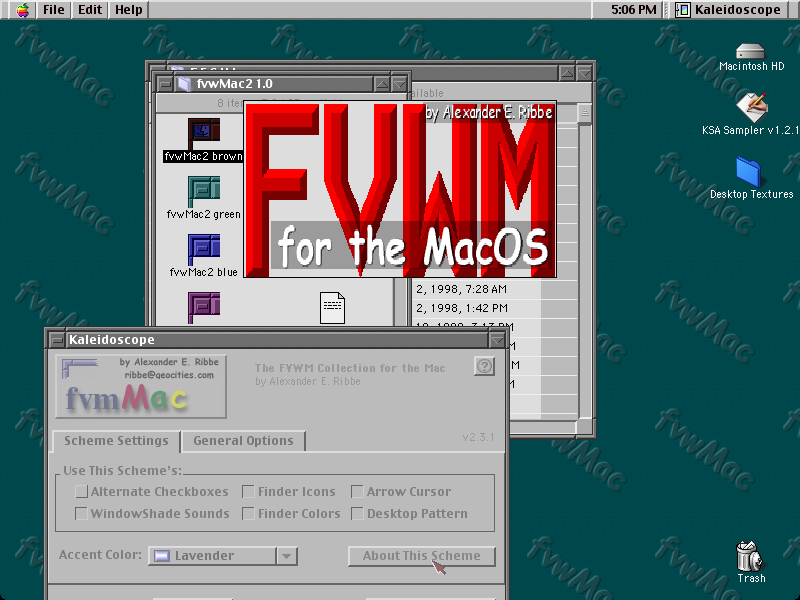 File Edit Help
5:06 PM
Kaleidoscope
fvwMac
Macintosh HD
KSA Sampler v1.2.1
Desktop Textures
Trash
fvwMac2 1.0
8 item
ailable
fvwMac2 brown
fvwMac2 green
fvwMac2 blue
by Alexander E. Ribbe
FVWM
for the MacOS
2, 1998, 7:28 AM
2, 1998, 1:42 PM
Kaleidoscope
by Alexander E. Ribbe
ribbe@geocities.com
fvmMac
The FVWM Collection for the Mac
by Alexander E. Ribbe
?
Scheme Settings
General Options
v2.3.1
Use This Scheme's:
Alternate Checkboxes
Finder Icons
Arrow Cursor
WindowShade Sounds
Finder Colors
Desktop Pattern
Accent Color:
Lavender
About This Scheme